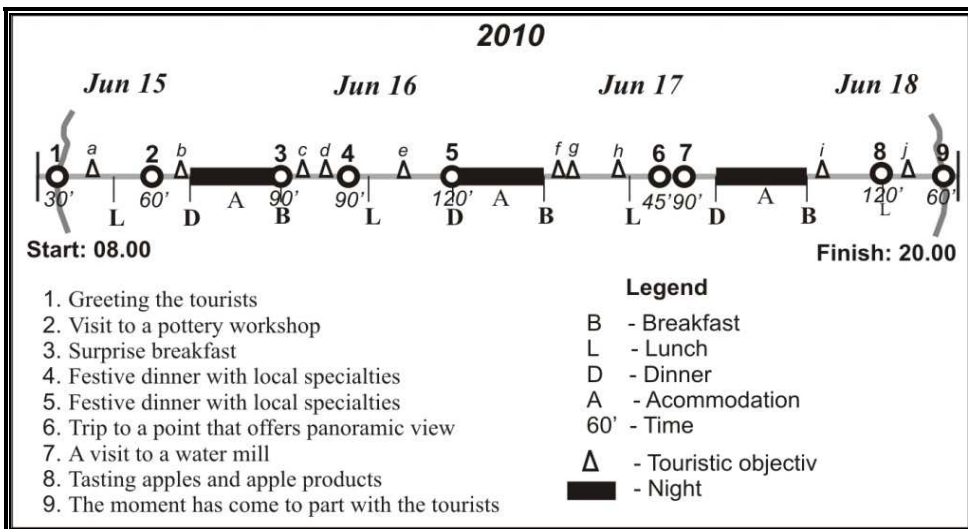 2010
Jun 15 Jun 16 Jun 17 Jun 18
1 a 2 b 3 c d 4 e 5 f g h 6 7 i 8 j 9
30' 60' 90' 90' 120' 45' 90' 120' 60'
L D A B L D A B L D A B L
Start: 08.00 Finish: 20.00
1. Greeting the tourists
2. Visit to a pottery workshop
3. Surprise breakfast
4. Festive dinner with local specialties
5. Festive dinner with local specialties
6. Trip to a point that offers panoramic view
7. A visit to a water mill
8. Tasting apples and apple products
9. The moment has come to part with the tourists
Legend
B - Breakfast
L - Lunch
D - Dinner
A - Acommodation
60' - Time
- Touristic objectiv
- Night